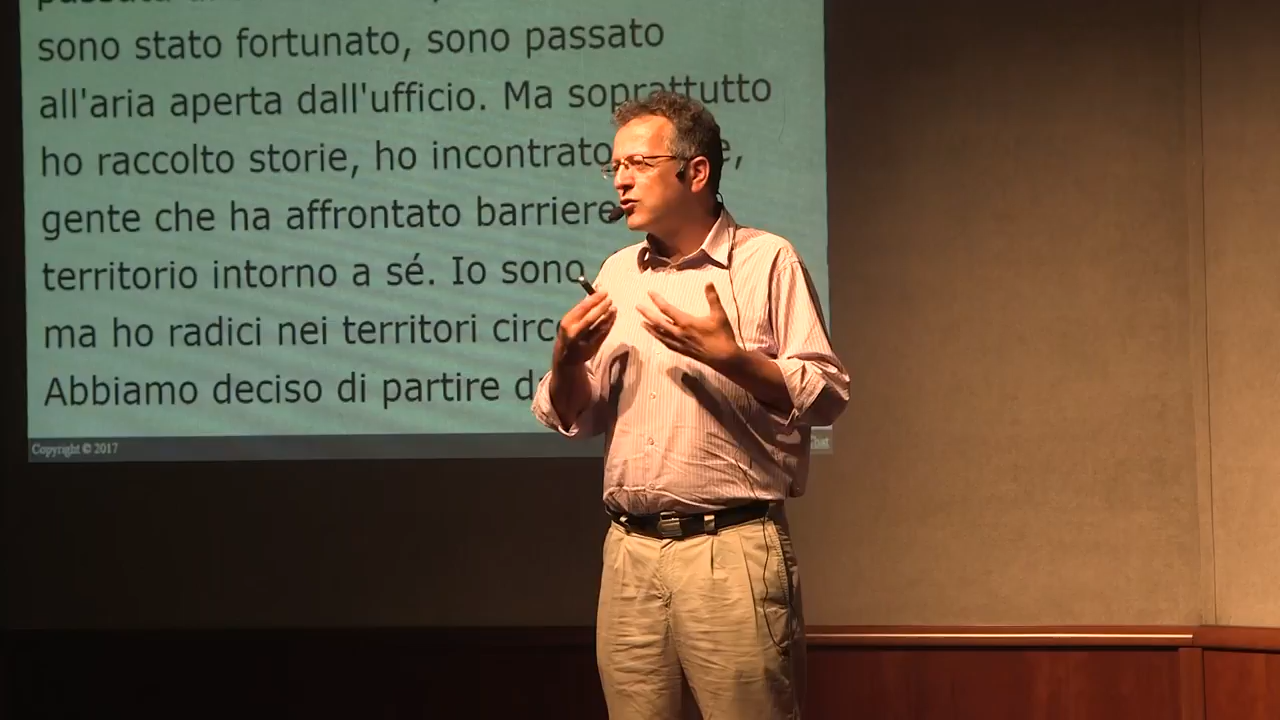 sono stato fortunato, sono passato
all'aria aperta dall'ufficio. Ma soprattutto
ho raccolto storie, ho incontrato
gente che ha affrontato barriere
territorio intorno a sé. Io sono
ma ho radici nei territori
Abbiamo deciso di partire
Copyright © 2017